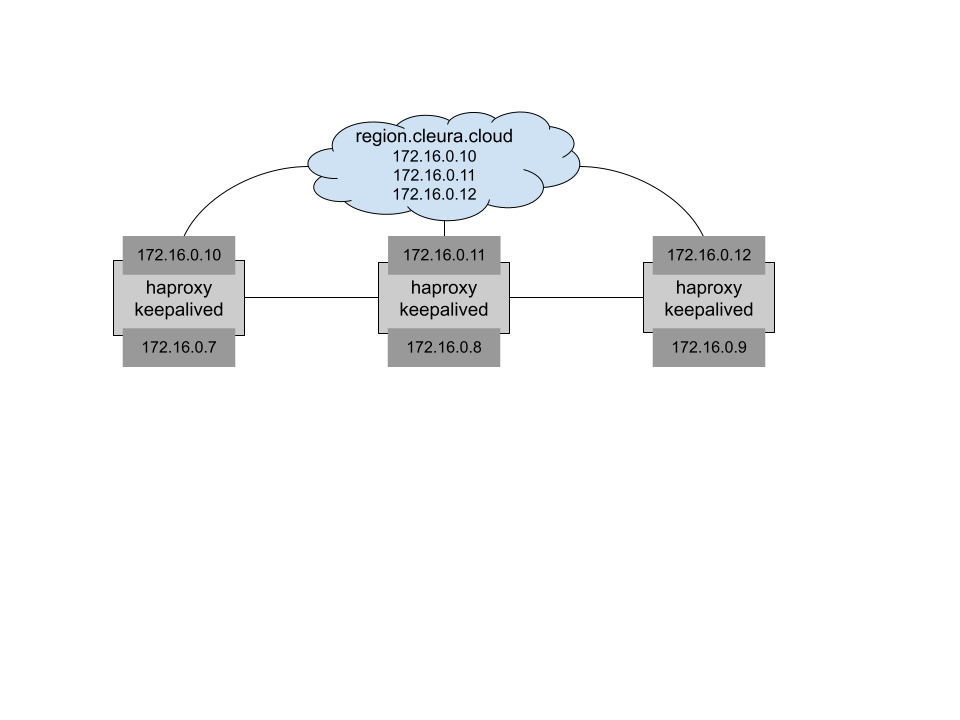 region.cleura.cloud
172.16.0.10
172.16.0.11
172.16.0.12
172.16.0.10
haproxy
keepalived
172.16.0.7
172.16.0.11
haproxy
keepalived
172.16.0.8
172.16.0.12
haproxy
keepalived
172.16.0.9